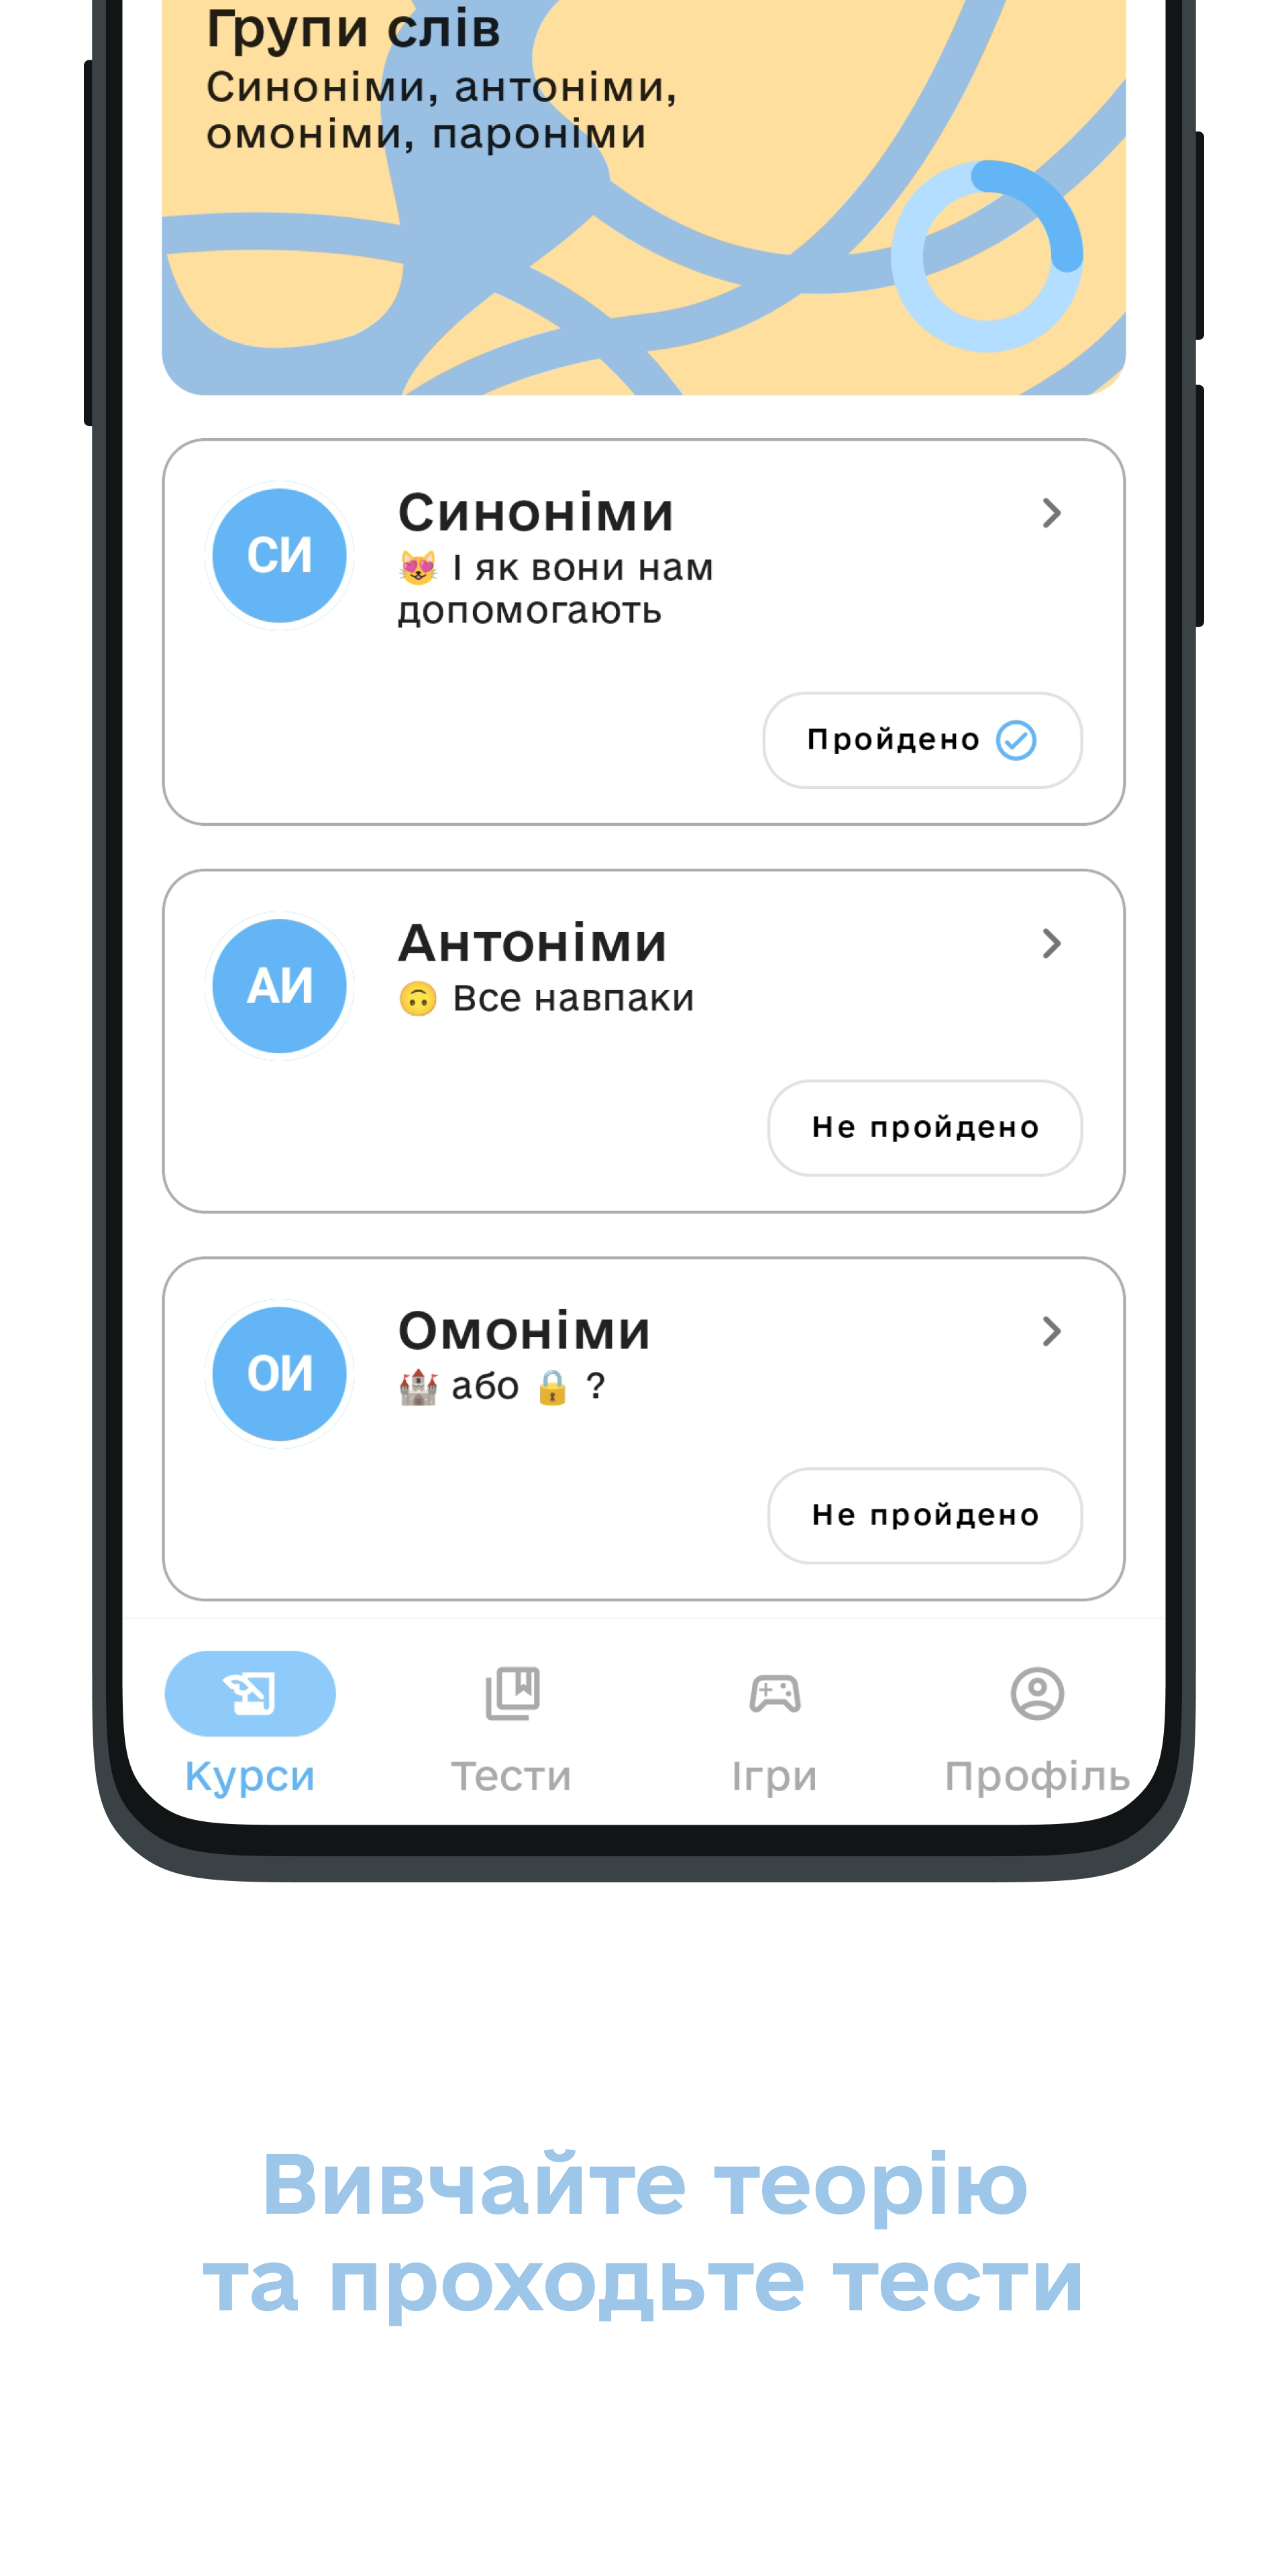 Групи слів
Синоніми, антоніми,
омоніми, пароніми
СИ
Синоніми
😻 І як вони нам
допомогають
Пройдено
АИ
Антоніми
🙃 Все навпаки
Не пройдено
ОИ
Омоніми
🏰 або 🔒 ?
Не пройдено
Курси
Тести
Ігри
Профіль
Вивчайте теорію
та проходьте тести